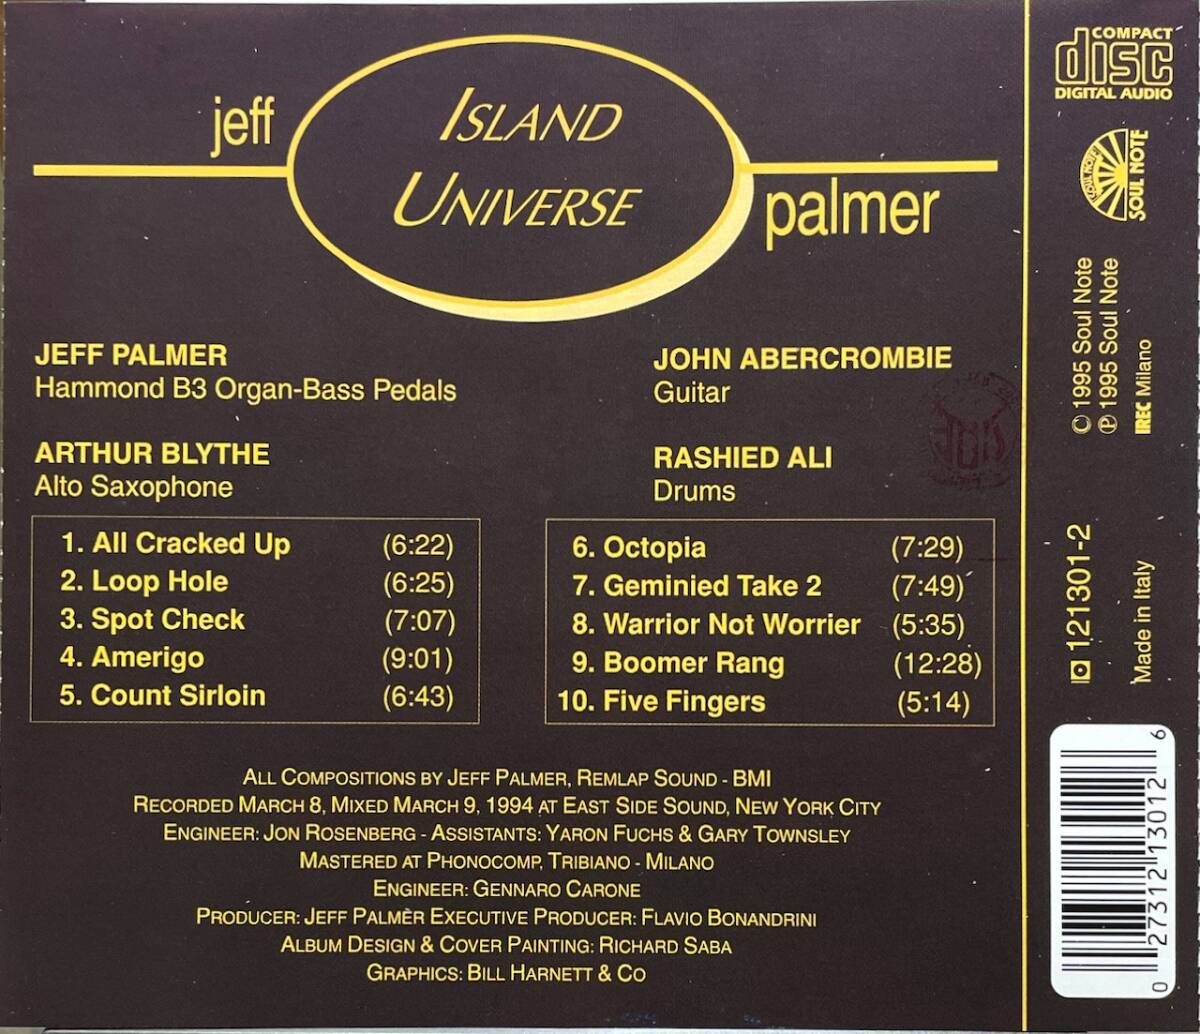 jeff
ISLAND
UNIVERSE
palmer
JEFF PALMER
Hammond B3 Organ-Bass Pedals
JOHN ABERCROMBIE
Guitar
ARTHUR BLYTHE
Alto Saxophone
RASHIED ALI
Drums
1. All Cracked Up (6:22)
2. Loop Hole (6:25)
3. Spot Check (7:07)
4. Amerigo (9:01)
5. Count Sirloin (6:43)
6. Octopia (7:29)
7. Geminied Take 2 (7:49)
8. Warrior Not Worrier (5:35)
9. Boomer Rang (12:28)
10. Five Fingers (5:14)
ALL COMPOSITIONS BY JEFF PALMER, REMLAP SOUND - BMI
RECORDED MARCH 8, MIXED MARCH 9, 1994 AT EAST SIDE SOUND, NEW YORK CITY
ENGINEER: JON ROSENBERG - ASSISTANTS: YARON FUCHS & GARY TOWNSLEY
MASTERED AT PHONOCOMP, TRIBIANO - MILANO
ENGINEER: GENNARO CARONE
PRODUCER: JEFF PALMER EXECUTIVE PRODUCER: FLAVIO BONANDRINI
ALBUM DESIGN & COVER PAINTING: RICHARD SABA
GRAPHICS: BILL HARNETT & CO
COMPACT
disc
DIGITAL AUDIO
SOUL NOTE
SOUL NOTE
© 1995 Soul Note
℗ 1995 Soul Note
IREC Milano
121301-2
Made in Italy
0 27312 13012 6